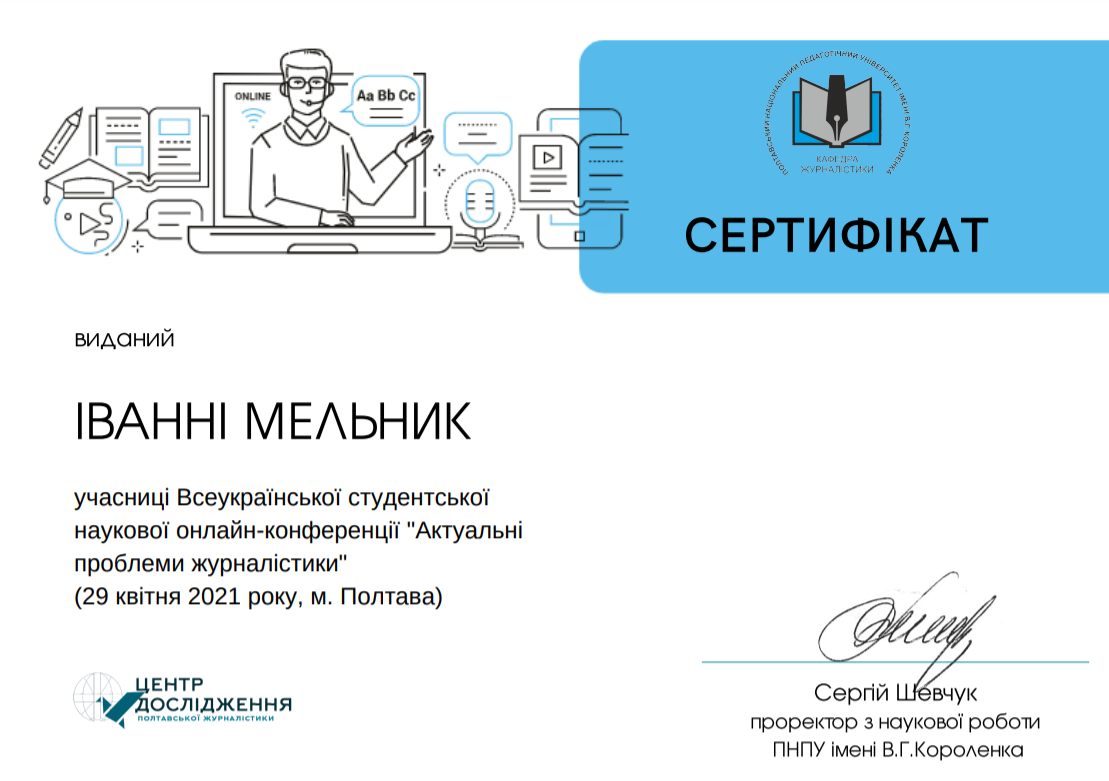 ONLINE
Aa Bb Cc
ПОЛТАВСЬКИЙ НАЦІОНАЛЬНИЙ ПЕДАГОГІЧНИЙ УНІВЕРСИТЕТ ІМЕНІ В.Г. КОРОЛЕНКА
КАФЕДРА
ЖУРНАЛІСТИКИ
СЕРТИФІКАТ
виданий
ІВАННІ МЕЛЬНИК
учасниці Всеукраїнської студентської
наукової онлайн-конференції "Актуальні
проблеми журналістики"
(29 квітня 2021 року, м. Полтава)
ЦЕНТР
ДОСЛІДЖЕННЯ
ПОЛТАВСЬКОЇ ЖУРНАЛІСТИКИ
Сергій Шевчук
проректор з наукової роботи
ПНПУ імені В.Г.Короленка